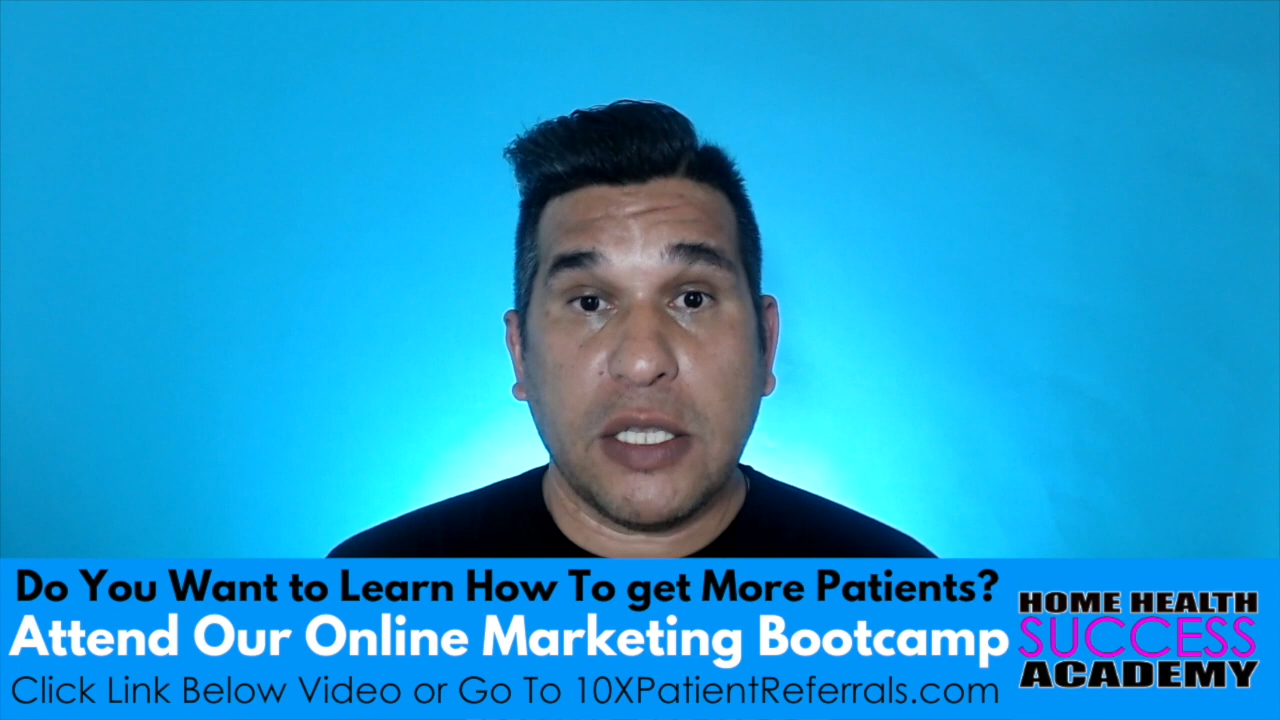 Do You Want to Learn How To get More Patients?
Attend Our Online Marketing Bootcamp
Click Link Below Video or Go To 10XPatientReferrals.com
HOME HEALTH
SUCCESS
ACADEMY